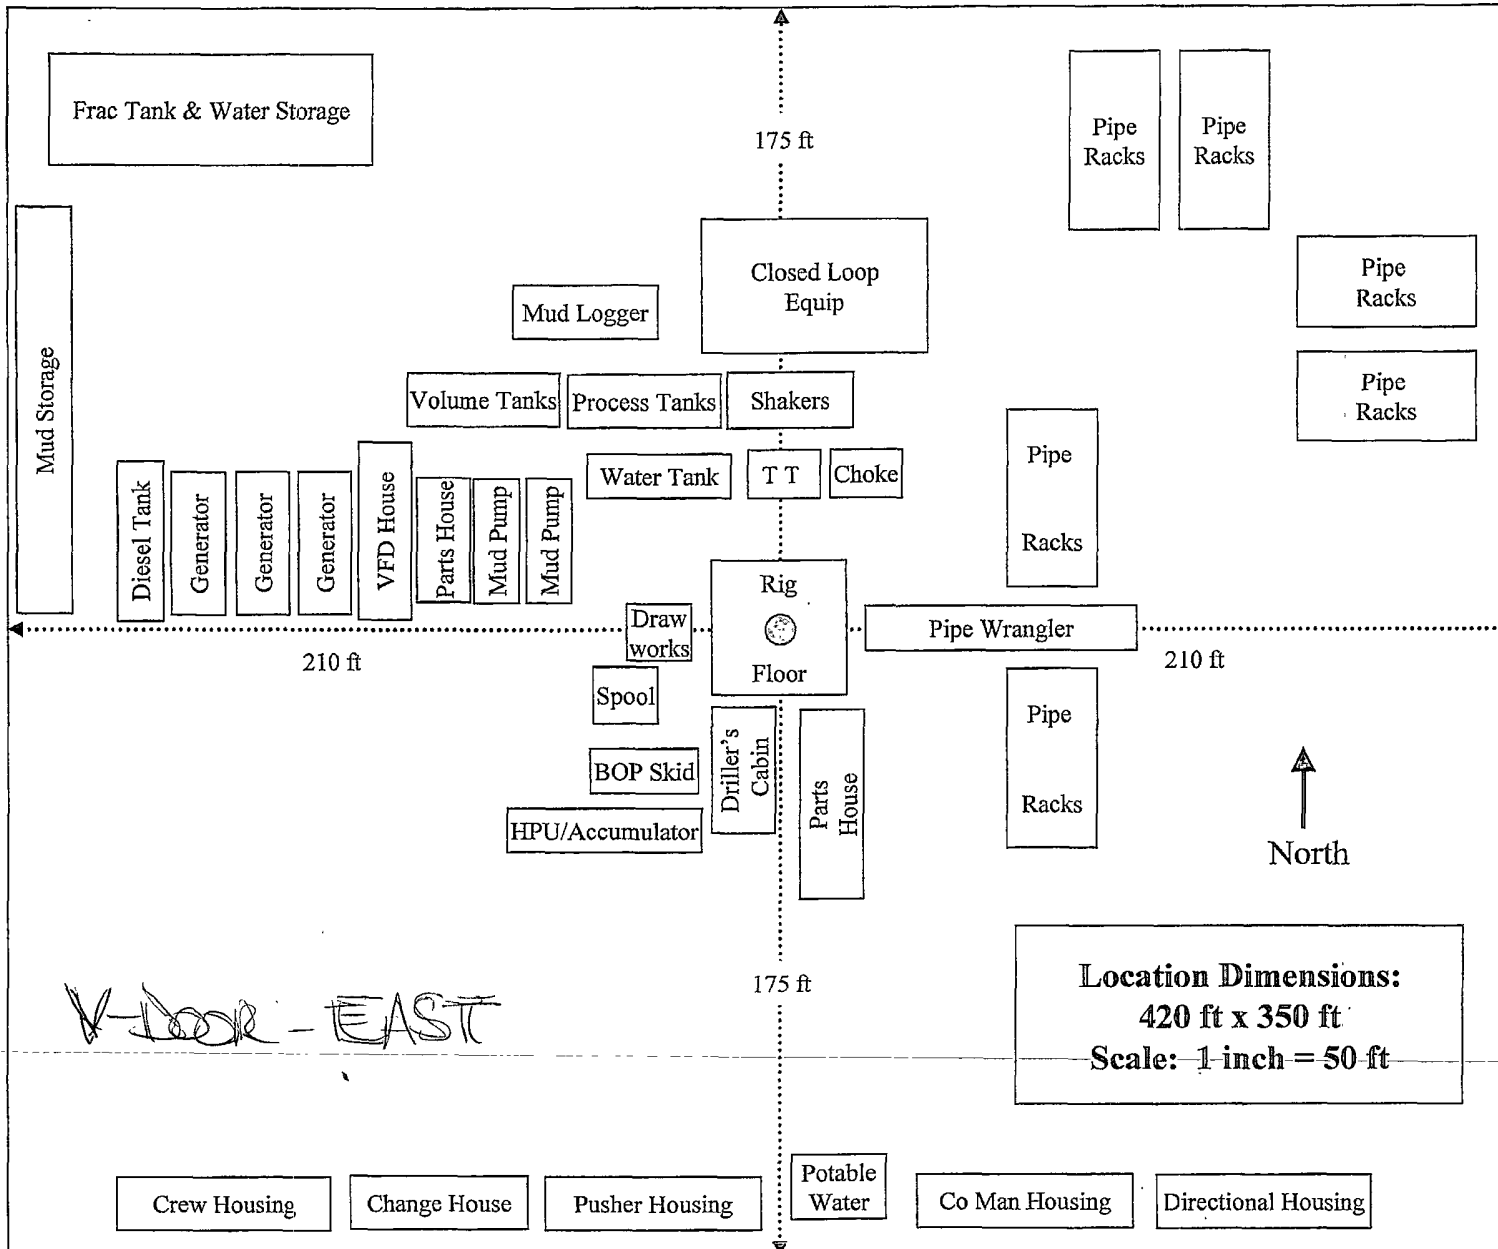 Frac Tank & Water Storage
175 ft
Pipe
Racks
Pipe
Racks
Closed Loop
Equip
Pipe
Racks
Mud Logger
Mud Storage
Volume Tanks
Process Tanks
Shakers
Pipe
Racks
Water Tank
T T
Choke
Pipe
Racks
Diesel Tank
Generator
Generator
Generator
VFD House
Parts House
Mud Pump
Mud Pump
Rig
Floor
Draw
works
Pipe Wrangler
210 ft
210 ft
Spool
BOP Skid
HPU/Accumulator
Driller's
Cabin
Parts
House
Pipe
Racks
North
175 ft
V-DOOR - EAST
Location Dimensions:
420 ft x 350 ft
Scale: 1 inch = 50 ft
Crew Housing
Change House
Pusher Housing
Potable
Water
Co Man Housing
Directional Housing